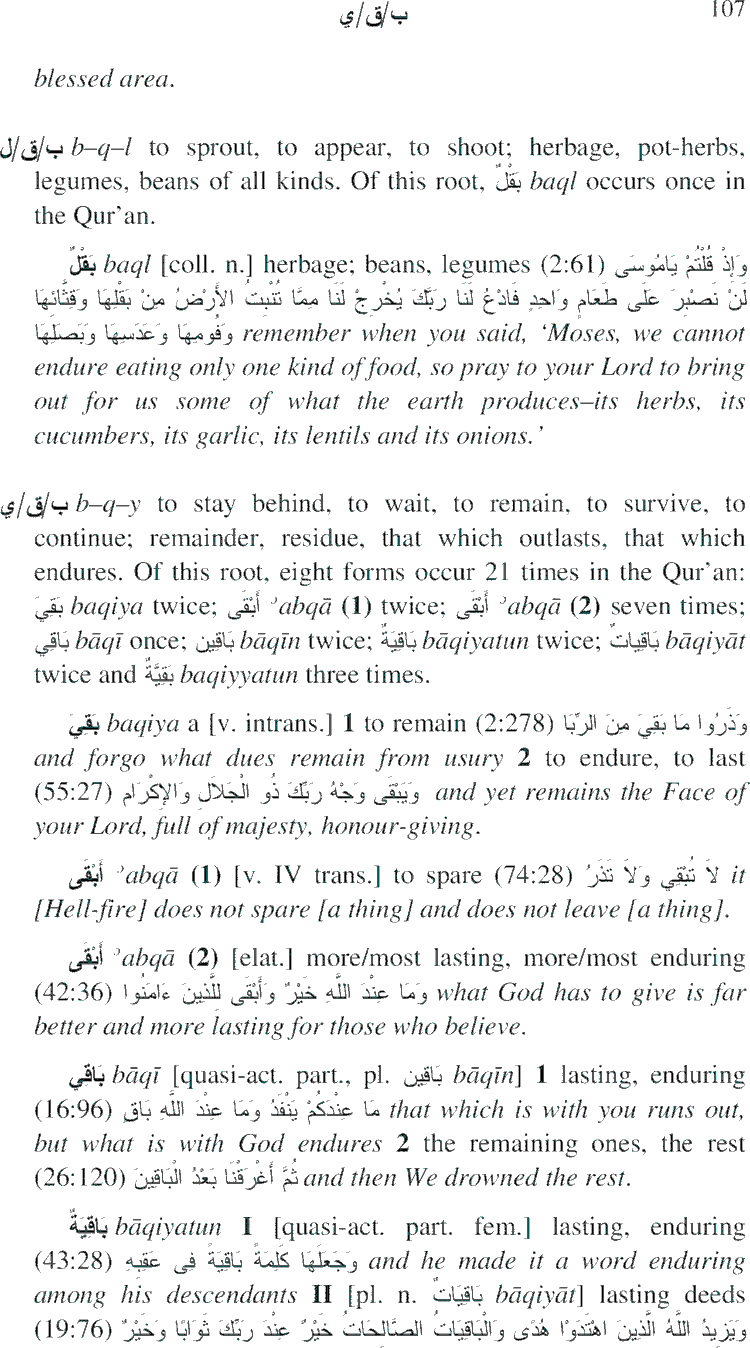 ب/ق/ي 107
blessed area.
ب/ق/ل b–q–l to sprout, to appear, to shoot; herbage, pot-herbs,
legumes, beans of all kinds. Of this root, بَقْلٌ baql occurs once in
the Qur’an.
بَقْلٌ baql [coll. n.] herbage; beans, legumes (2:61) وَإِذْ قُلْتُمْ يَامُوسَى
لَنْ نَصْبِرَ عَلَى طَعَامٍ وَاحِدٍ فَادْعُ لَنَا رَبَّكَ يُخْرِجْ لَنَا مِمَّا تُنْبِتُ الأَرْضُ مِنْ بَقْلِهَا وَقِثَّائِهَا
وَفُومِهَا وَعَدَسِهَا وَبَصَلِهَا remember when you said, ‘Moses, we cannot
endure eating only one kind of food, so pray to your Lord to bring
out for us some of what the earth produces–its herbs, its
cucumbers, its garlic, its lentils and its onions.’
ب/ق/ي b–q–y to stay behind, to wait, to remain, to survive, to
continue; remainder, residue, that which outlasts, that which
endures. Of this root, eight forms occur 21 times in the Qur’an:
بَقِيَ baqiya twice; أَبْقَى ʾabqā (1) twice; أَبْقَى ʾabqā (2) seven times;
بَاقِي bāqī once; بَاقِين bāqīn twice; بَاقِيَةٌ bāqiyatun twice; بَاقِيَاتٌ bāqiyāt
twice and بَقِيَّةٌ baqiyyatun three times.
بَقِيَ baqiya a [v. intrans.] 1 to remain (2:278) وَذَرُوا مَا بَقِيَ مِنَ الرِّبَا
and forgo what dues remain from usury 2 to endure, to last
(55:27) وَيَبْقَى وَجْهُ رَبِّكَ ذُو الْجَلاَلِ وَالإِكْرَامِ and yet remains the Face of
your Lord, full of majesty, honour-giving.
أَبْقَى ʾabqā (1) [v. IV trans.] to spare (74:28) لاَ تُبْقِي وَلاَ تَذَرُ it
[Hell-fire] does not spare [a thing] and does not leave [a thing].
أَبْقَى ʾabqā (2) [elat.] more/most lasting, more/most enduring
(42:36) وَمَا عِنْدَ اللَّهِ خَيْرٌ وَأَبْقَى لِلَّذِينَ ءَامَنُوا what God has to give is far
better and more lasting for those who believe.
بَاقِي bāqī [quasi-act. part., pl. بَاقِين bāqīn] 1 lasting, enduring
(16:96) مَا عِنْدَكُمْ يَنْفَدُ وَمَا عِنْدَ اللَّهِ بَاقٍ that which is with you runs out,
but what is with God endures 2 the remaining ones, the rest
(26:120) ثُمَّ أَغْرَقْنَا بَعْدُ الْبَاقِينَ and then We drowned the rest.
بَاقِيَةٌ bāqiyatun I [quasi-act. part. fem.] lasting, enduring
(43:28) وَجَعَلَهَا كَلِمَةً بَاقِيَةً فِى عَقِبِهِ and he made it a word enduring
among his descendants II [pl. n. بَاقِيَاتٌ bāqiyāt] lasting deeds
(19:76) وَيَزِيدُ اللَّهُ الَّذِينَ اهْتَدَوْا هُدًى وَالْبَاقِيَاتُ الصَّالِحَاتُ خَيْرٌ عِنْدَ رَبِّكَ ثَوَابًا وَخَيْرٌ